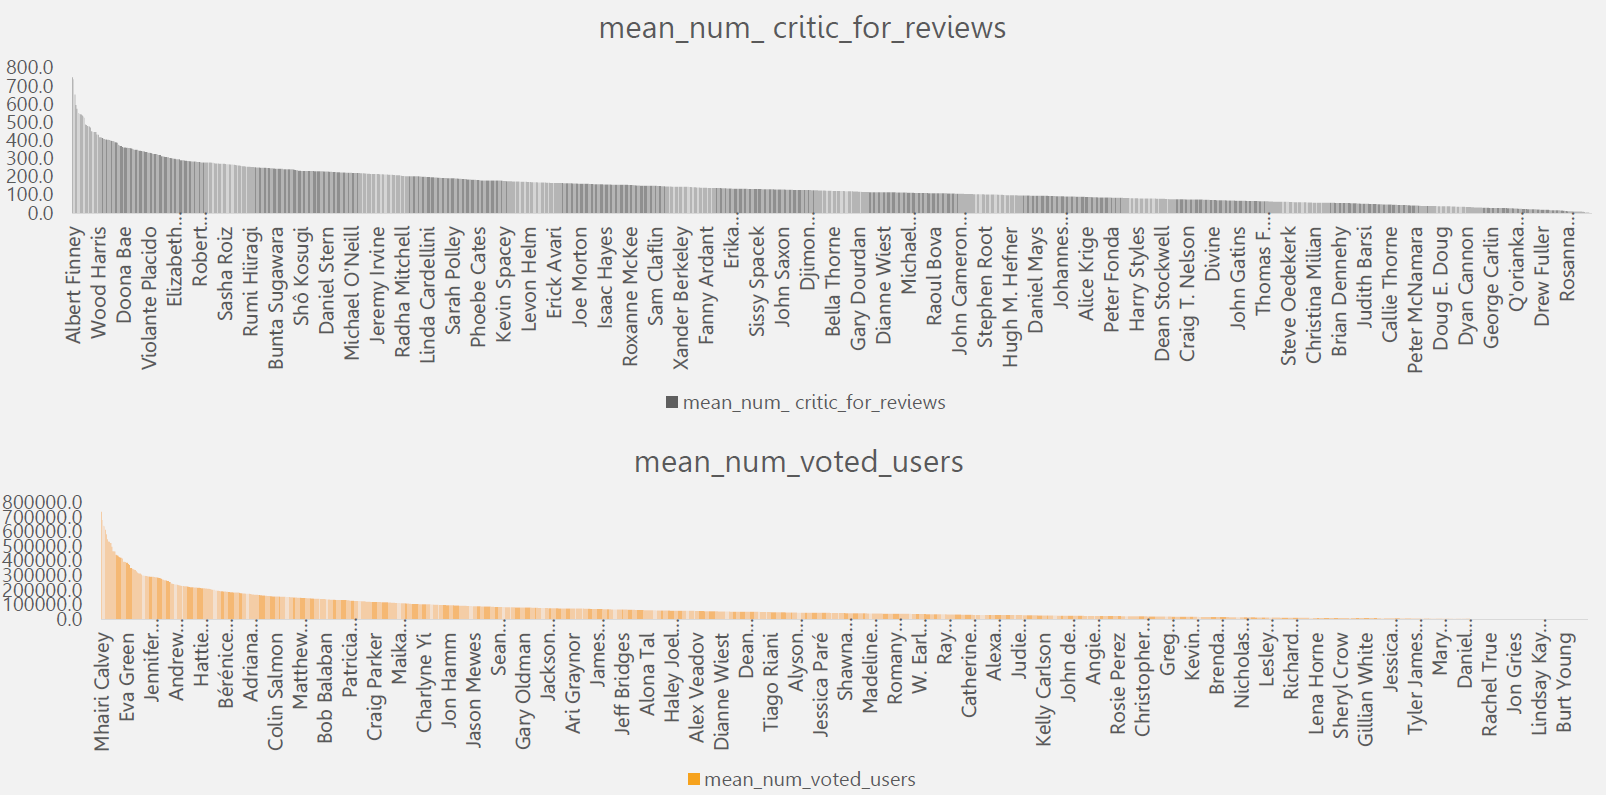 mean_num_ critic_for_reviews
800.0
700.0
600.0
500.0
400.0
300.0
200.0
100.0
0.0
Albert Finney
Wood Harris
Doona Bae
Violante Placido
Elizabeth...
Robert...
Sasha Roiz
Rumi Hiiragi
Bunta Sugawara
Shô Kosugi
Daniel Stern
Michael O'Neill
Jeremy Irvine
Radha Mitchell
Linda Cardellini
Sarah Polley
Phoebe Cates
Kevin Spacey
Levon Helm
Erick Avari
Joe Morton
Isaac Hayes
Roxanne McKee
Sam Claflin
Xander Berkeley
Fanny Ardant
Erika...
Sissy Spacek
John Saxon
Djimon...
Bella Thorne
Gary Dourdan
Dianne Wiest
Michael...
Raoul Bova
John Cameron...
Stephen Root
Hugh M. Hefner
Daniel Mays
Johannes...
Alice Krige
Peter Fonda
Harry Styles
Dean Stockwell
Craig T. Nelson
Divine
John Gatins
Thomas F...
Steve Oedekerk
Christina Milian
Brian Dennehy
Judith Barsi
Callie Thorne
Peter McNamara
Doug E. Doug
Dyan Cannon
George Carlin
Q'orianka...
Drew Fuller
Rosanna...
mean_num_ critic_for_reviews
mean_num_voted_users
800000.0
700000.0
600000.0
500000.0
400000.0
300000.0
200000.0
100000.0
0.0
Mhairi Calvey
Eva Green
Jennifer...
Andrew...
Hattie...
Bérénice...
Adriana...
Colin Salmon
Matthew...
Bob Balaban
Patricia...
Craig Parker
Maika...
Charlyne Yi
Jon Hamm
Jason Mewes
Sean...
Gary Oldman
Jackson...
Ari Graynor
James...
Jeff Bridges
Alona Tal
Haley Joel...
Alex Veadov
Dianne Wiest
Dean...
Tiago Riani
Alyson...
Jessica Paré
Shawna...
Madeline...
Romany...
W. Earl...
Ray...
Catherine...
Alexa...
Judie...
Kelly Carlson
John de...
Angie...
Rosie Perez
Christopher...
Greg...
Kevin...
Brenda...
Nicholas...
Lesley...
Richard...
Lena Horne
Sheryl Crow
Gillian White
Jessica...
Tyler James...
Mary...
Daniel...
Rachel True
Jon Gries
Lindsay Kay...
Burt Young
mean_num_voted_users